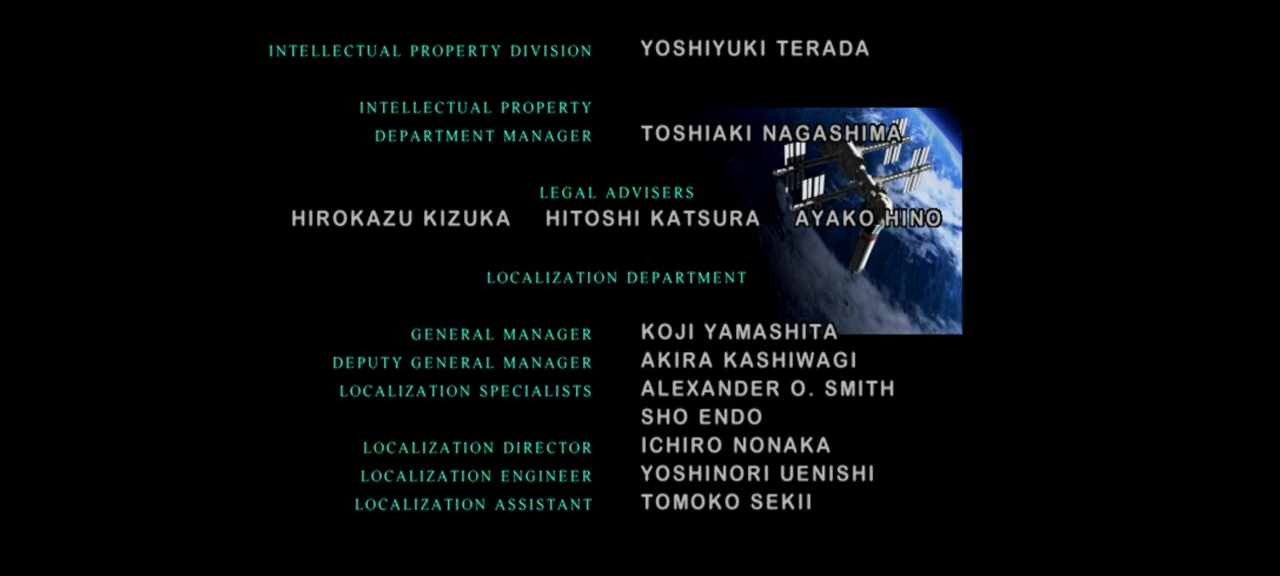 INTELLECTUAL PROPERTY DIVISION YOSHIYUKI TERADA
INTELLECTUAL PROPERTY
DEPARTMENT MANAGER TOSHIAKI NAGASHIMA
LEGAL ADVISERS
HIROKAZU KIZUKA HITOSHI KATSURA AYAKO HINO
LOCALIZATION DEPARTMENT
GENERAL MANAGER KOJI YAMASHITA
DEPUTY GENERAL MANAGER AKIRA KASHIWAGI
LOCALIZATION SPECIALISTS ALEXANDER O. SMITH
SHO ENDO
LOCALIZATION DIRECTOR ICHIRO NONAKA
LOCALIZATION ENGINEER YOSHINORI UENISHI
LOCALIZATION ASSISTANT TOMOKO SEKII